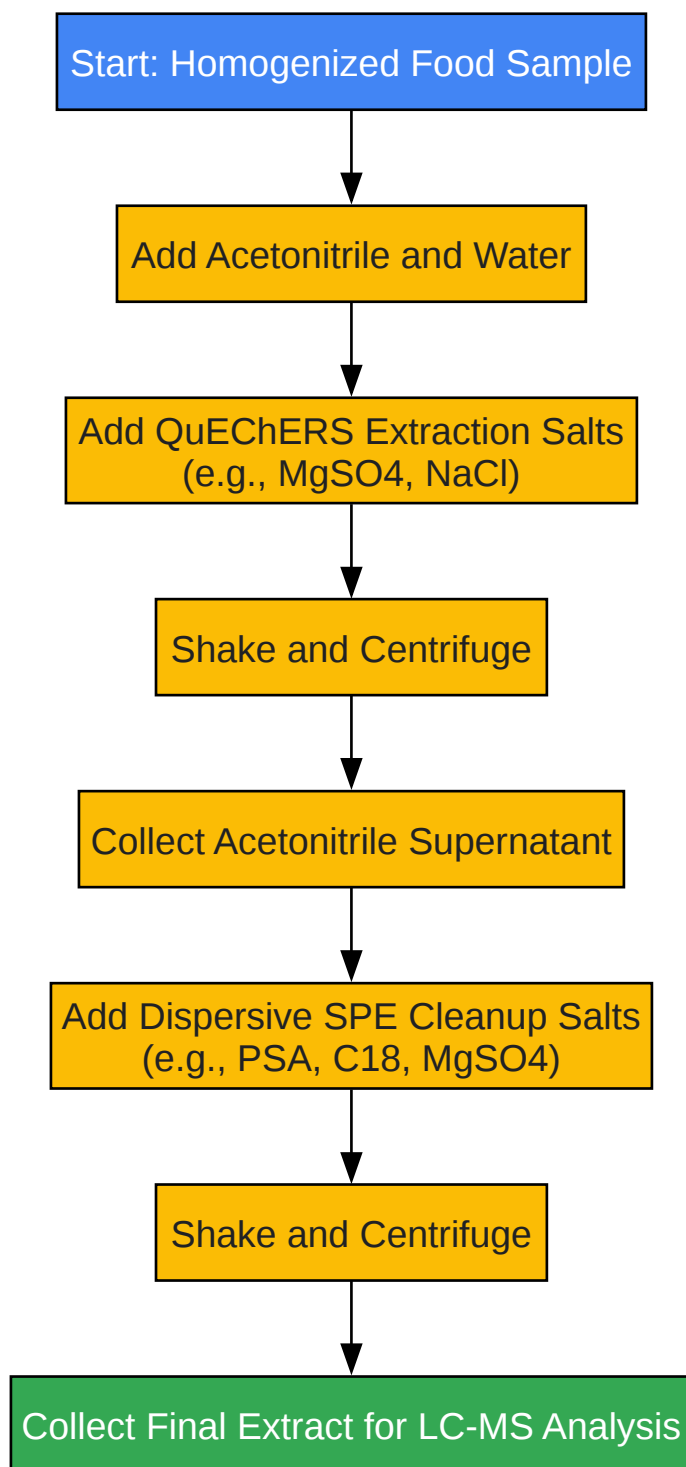 Start: Homogenized Food Sample
Add Acetonitrile and Water
Add QuEChERS Extraction Salts
(e.g., MgSO4, NaCl)
Shake and Centrifuge
Collect Acetonitrile Supernatant
Add Dispersive SPE Cleanup Salts
(e.g., PSA, C18, MgSO4)
Shake and Centrifuge
Collect Final Extract for LC-MS Analysis